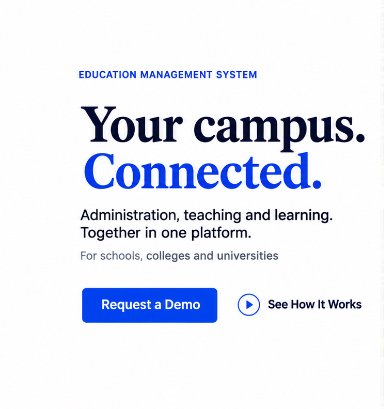 EDUCATION MANAGEMENT SYSTEM
Your campus.
Connected.
Administration, teaching and learning.
Together in one platform.
For schools, colleges and universities
Request a Demo
See How It Works